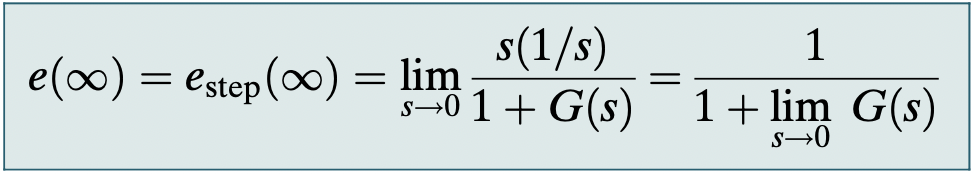 e(∞) = e_step(∞) = lim_{s→0} s(1/s) / (1 + G(s)) = 1 / (1 + lim_{s→0} G(s))